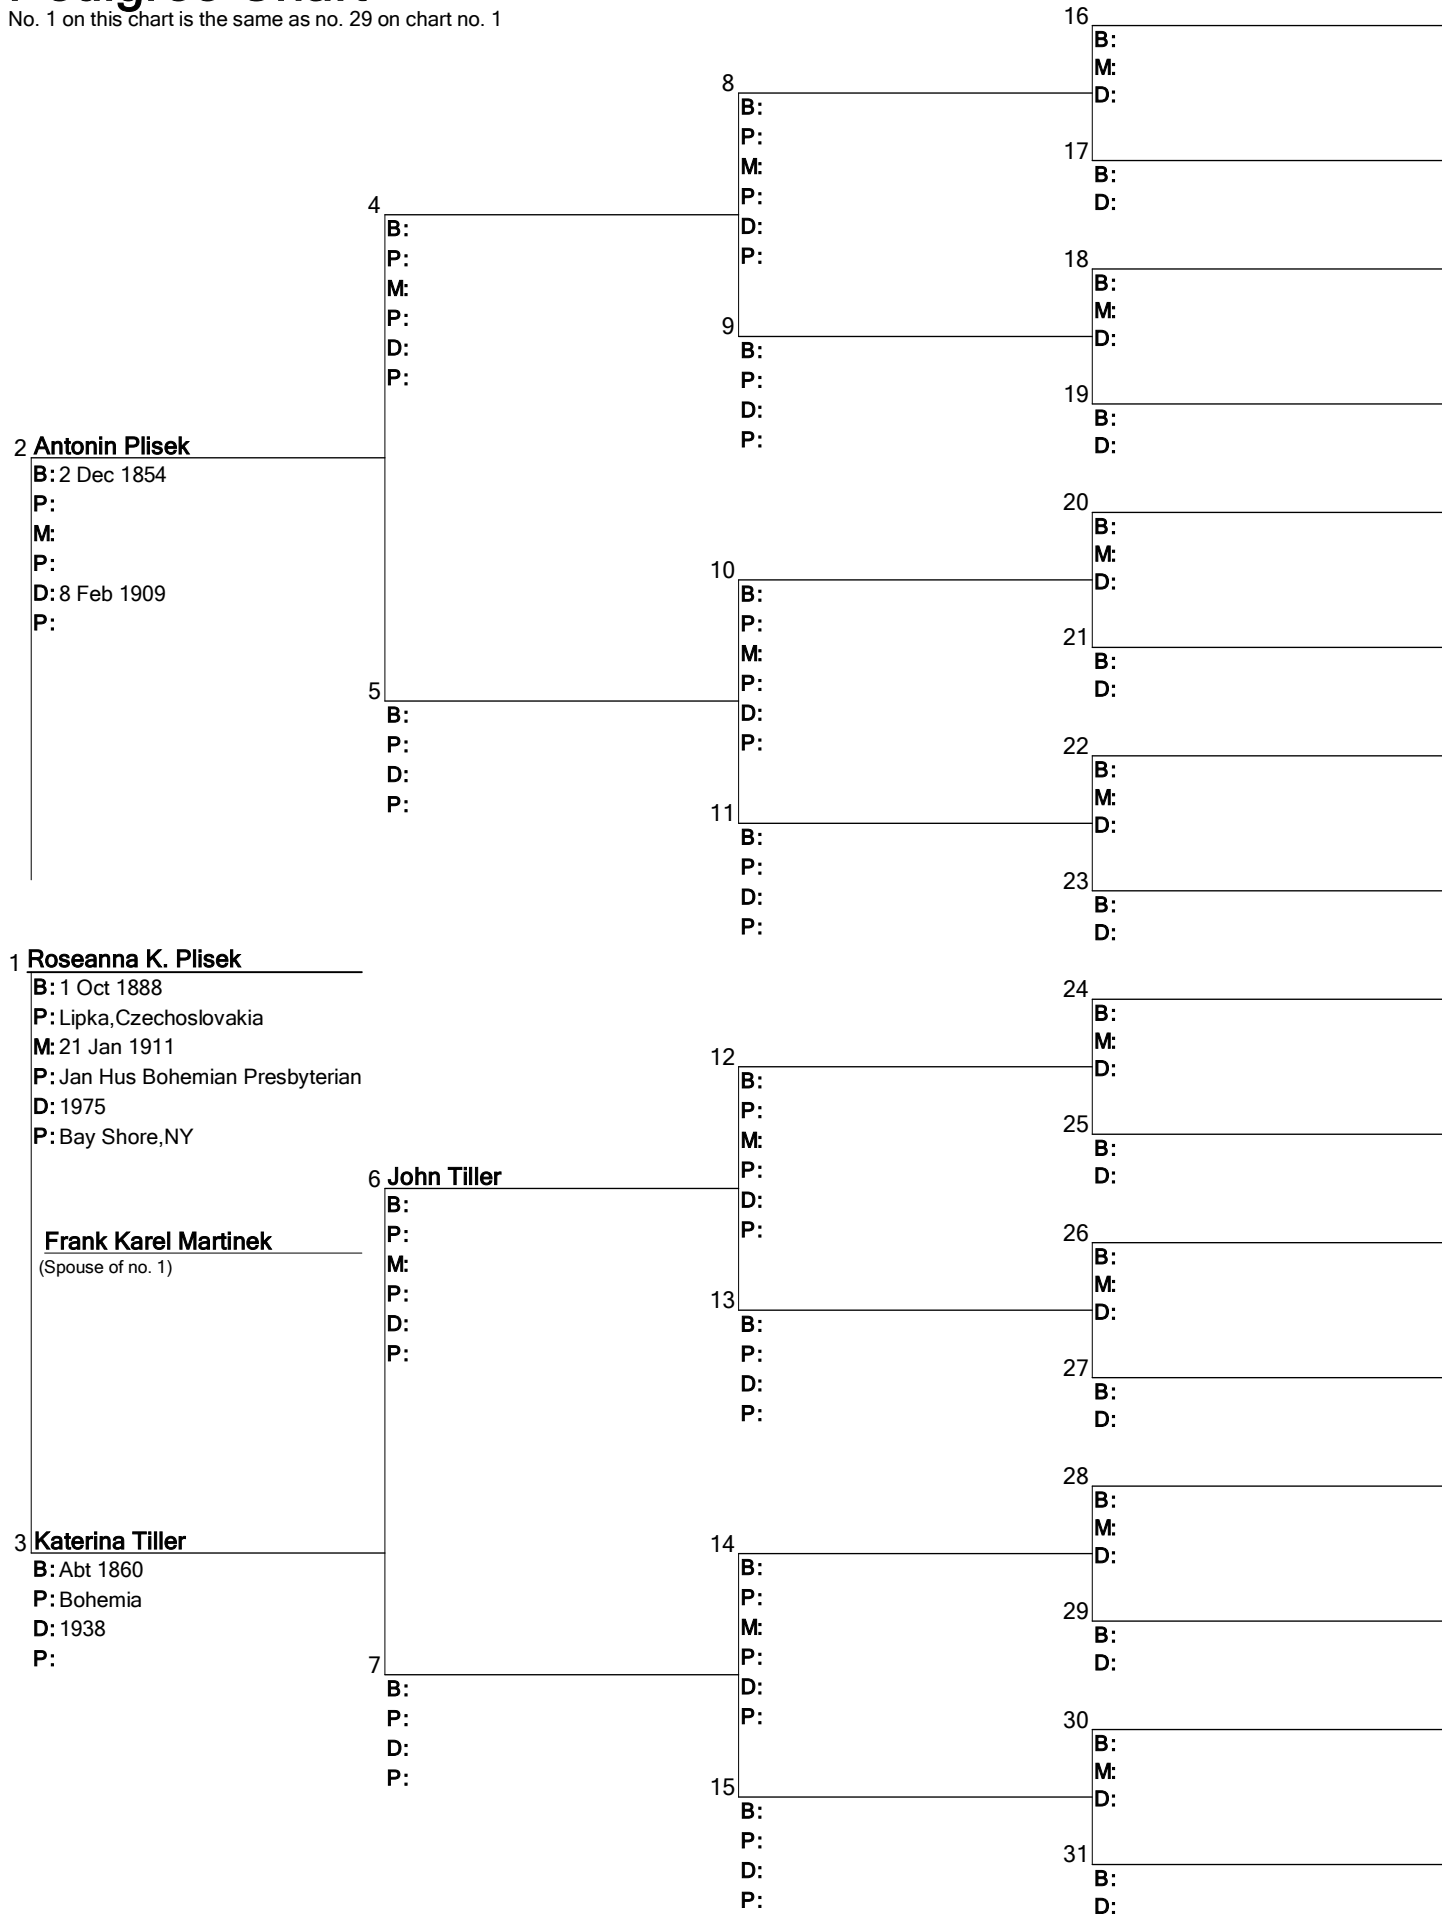 Pedigree Chart
No. 1 on this chart is the same as no. 29 on chart no. 1
2 Antonin Plisek
B: 2 Dec 1854
P:
M:
P:
D: 8 Feb 1909
P:
1 Roseanna K. Plisek
B: 1 Oct 1888
P: Lipka,Czechoslovakia
M: 21 Jan 1911
P: Jan Hus Bohemian Presbyterian
D: 1975
P: Bay Shore,NY
Frank Karel Martinek
(Spouse of no. 1)
3 Katerina Tiller
B: Abt 1860
P: Bohemia
D: 1938
P:
4
B:
P:
M:
P:
D:
P:
5
B:
P:
D:
P:
6 John Tiller
B:
P:
M:
P:
D:
P:
7
B:
P:
D:
P:
8
B:
P:
M:
P:
D:
P:
9
B:
P:
D:
P:
10
B:
P:
M:
P:
D:
P:
11
B:
P:
D:
P:
12
B:
P:
M:
P:
D:
P:
13
B:
P:
D:
P:
14
B:
P:
M:
P:
D:
P:
15
B:
P:
D:
P:
16
B:
M:
D:
17
B:
D:
18
B:
M:
D:
19
B:
D:
20
B:
M:
D:
21
B:
D:
22
B:
M:
D:
23
B:
D:
24
B:
M:
D:
25
B:
D:
26
B:
M:
D:
27
B:
D:
28
B:
M:
D:
29
B:
D:
30
B:
M:
D:
31
B:
D: